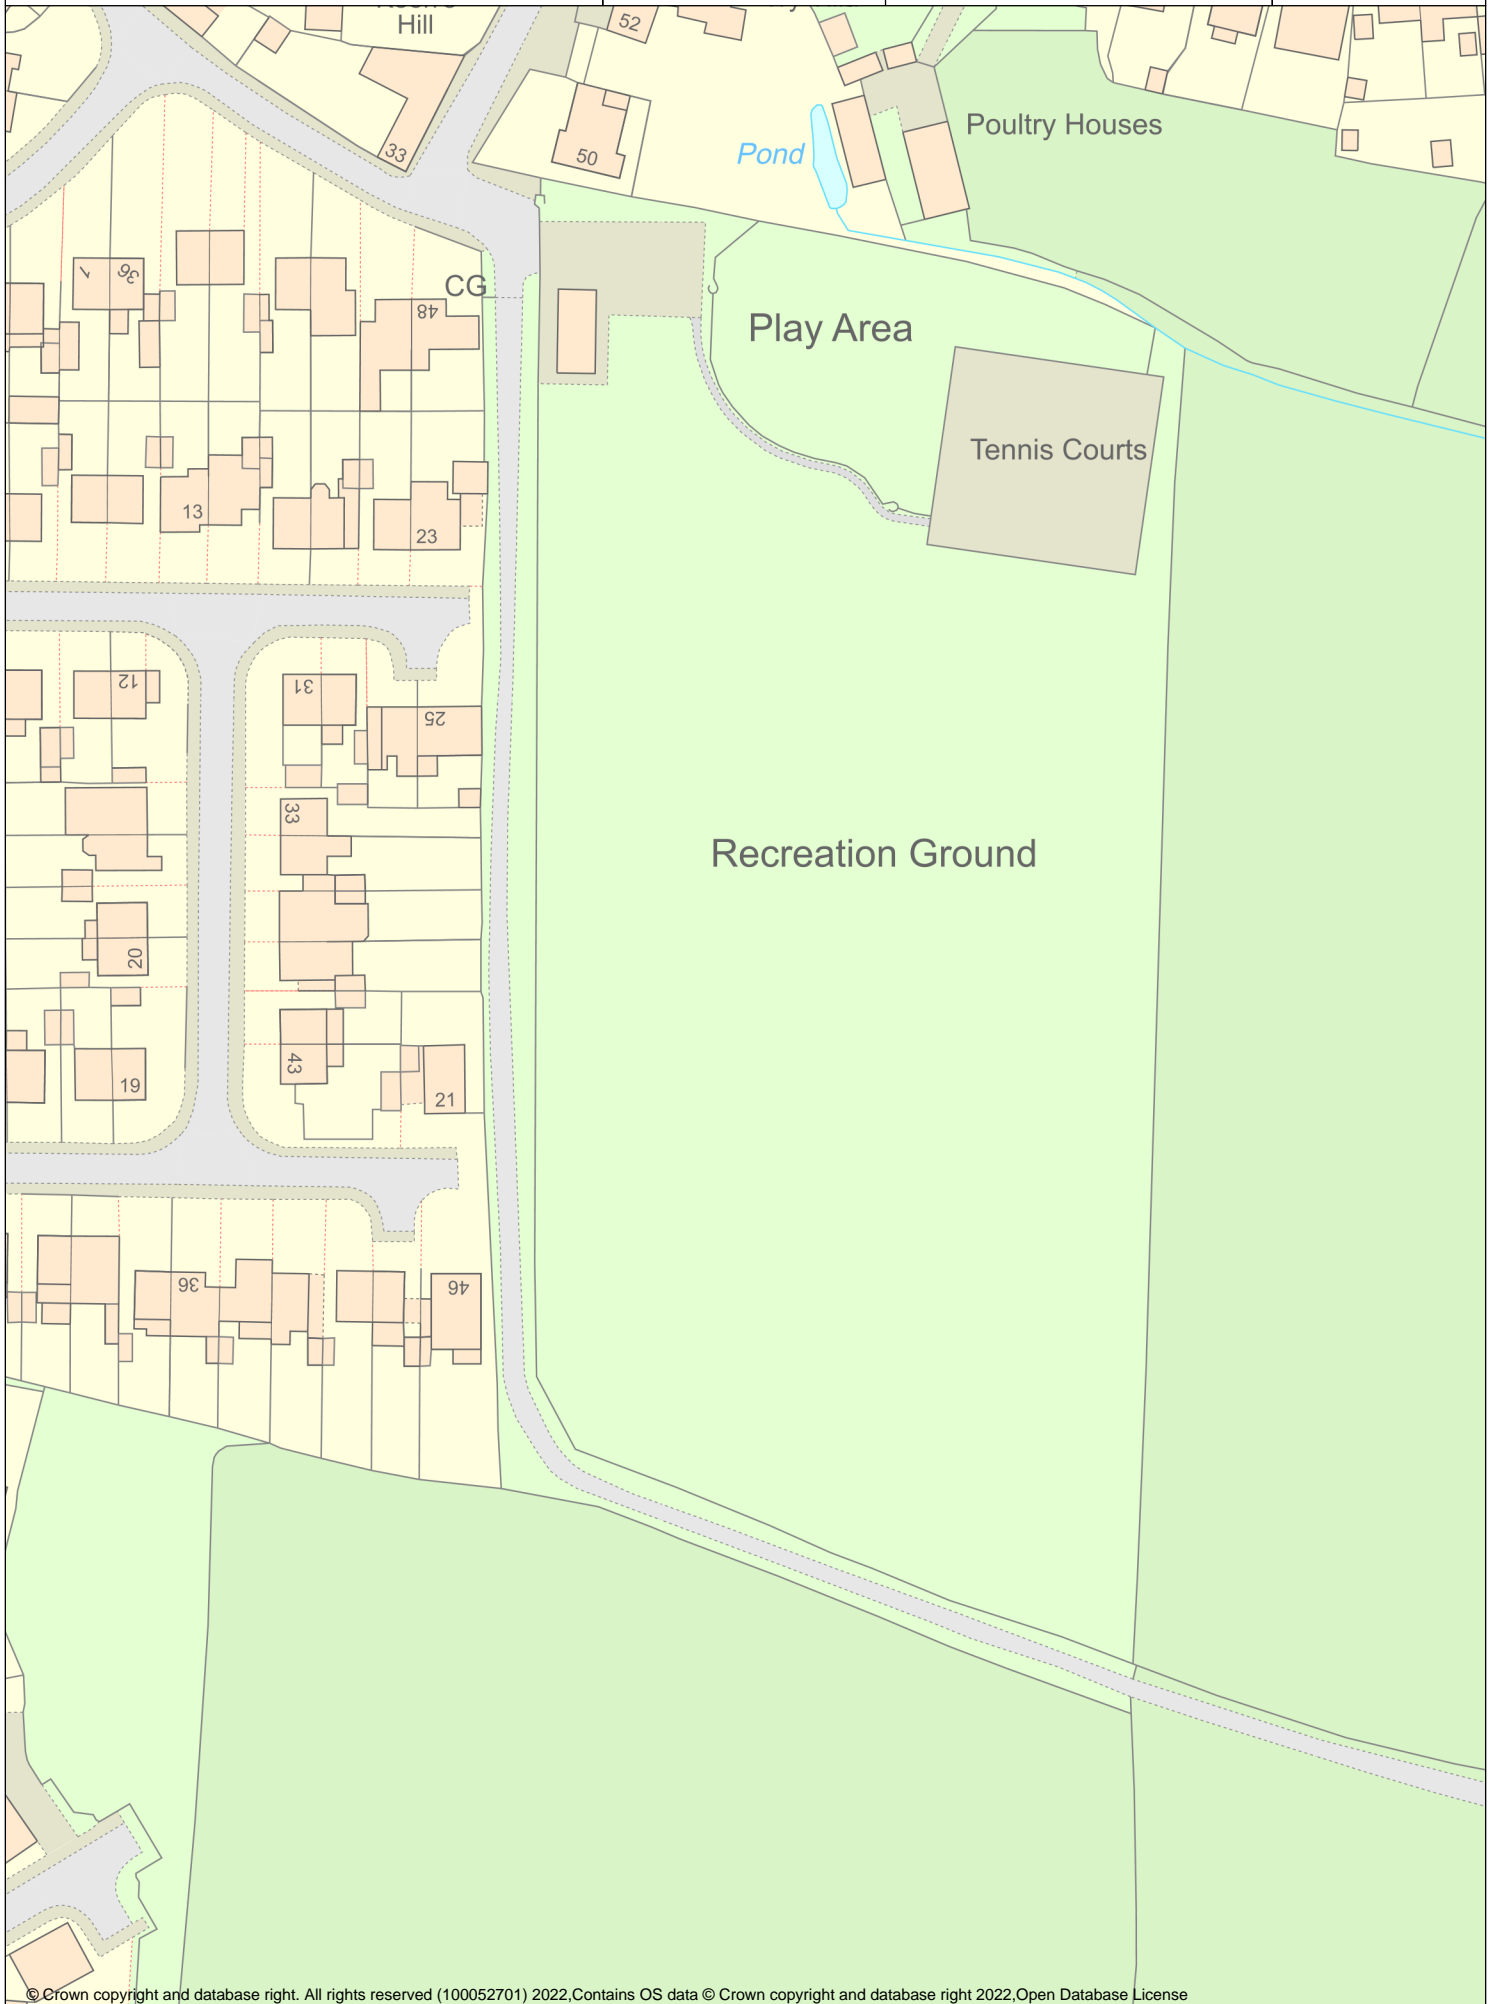 Hill
52
33
50
Pond
Poultry Houses
1
36
CG
48
Play Area
Tennis Courts
13
23
12
31
25
33
Recreation Ground
20
43
19
21
36
46
© Crown copyright and database right. All rights reserved (100052701) 2022,Contains OS data © Crown copyright and database right 2022,Open Database License